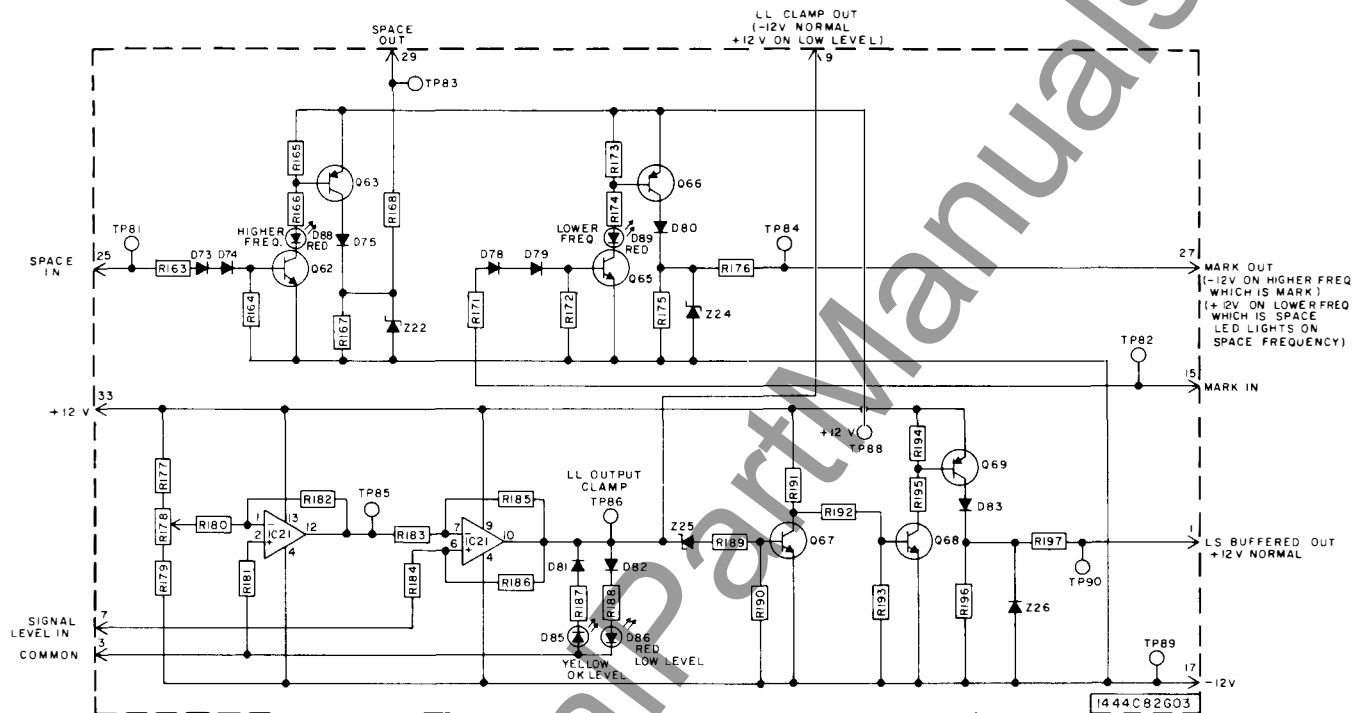 LL CLAMP OUT
(-12V NORMAL
+12V ON LOW LEVEL)
9
SPACE
OUT
29
TP83
R165
Q63
R166
R168
HIGHER
FREQ.
D88
RED
D75
TP81
25
SPACE
IN
R163
D73
D74
Q62
R164
R167
Z22
R173
Q66
R174
LOWER
FREQ.
D89
RED
D80
TP84
D78
D79
Q65
R176
R171
R172
R175
Z24
27
MARK OUT
(-12V ON HIGHER FREQ
WHICH IS MARK)
(+12V ON LOWER FREQ
WHICH IS SPACE
LED LIGHTS ON
SPACE FREQUENCY)
TP82
15
MARK IN
33
+12 V
+12 V
TP88
R177
R178
R179
R180
R182
TP85
1
2
13
12
4
IC21
R181
R183
R184
R185
7
6
9
10
4
IC21
R186
LL OUTPUT
CLAMP
TP86
D81
D82
R187
R188
D85
D86
RED
LOW LEVEL
YELLOW
OK LEVEL
Z25
R189
R190
R191
Q67
R192
R193
R194
R195
Q68
Q69
D83
R196
R197
Z26
TP90
1
LS BUFFERED OUT
+12V NORMAL
7
SIGNAL
LEVEL IN
3
COMMON
TP89
17
-12V
1444C82G03
alPartManuals